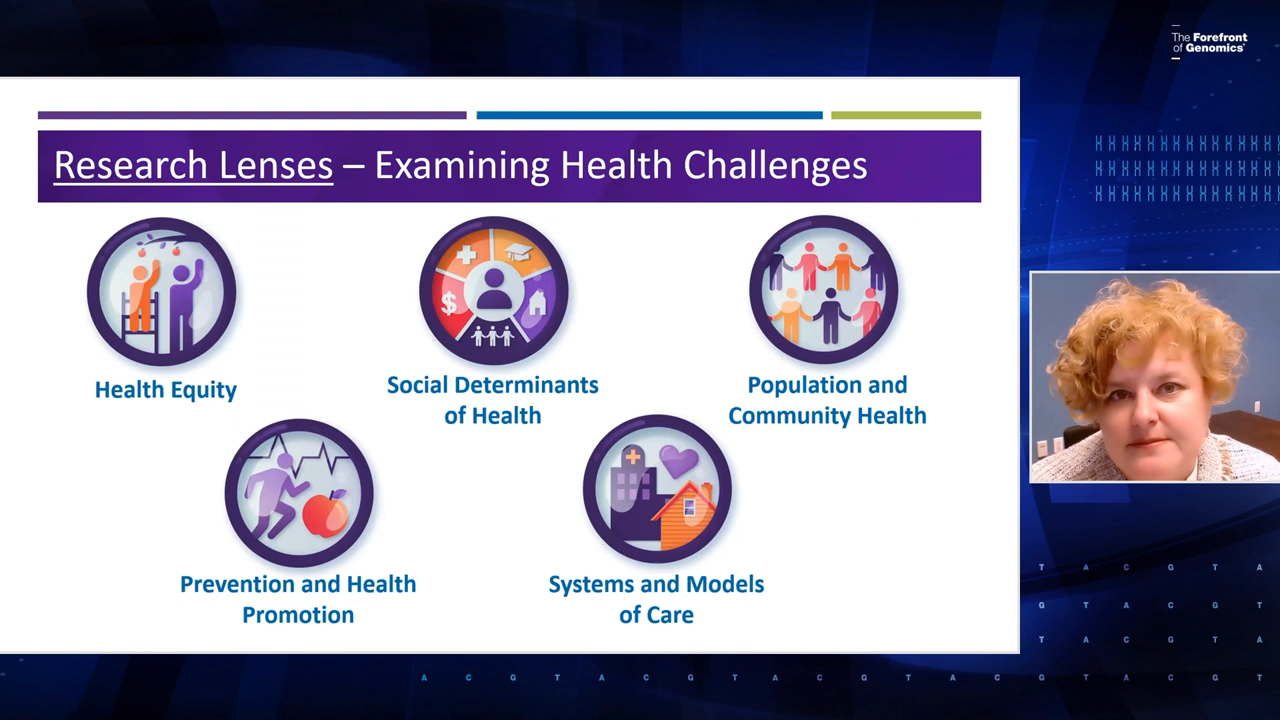 The Forefront
of Genomics®
Research Lenses – Examining Health Challenges
$
Health Equity
Social Determinants
of Health
Population and
Community Health
Prevention and Health
Promotion
Systems and Models
of Care
T A C G T A
G T A C G T
T A C G T A
A C G T A C G T A C G T A C G T A C G T